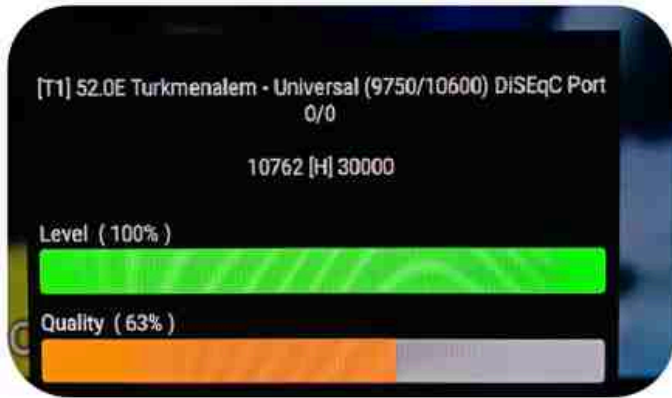 [T1] 52.0E Turkmenalem - Universal (9750/10600) DiSEqC Port
0/0
10762 [H] 30000
Level ( 100% )
Quality ( 63% )